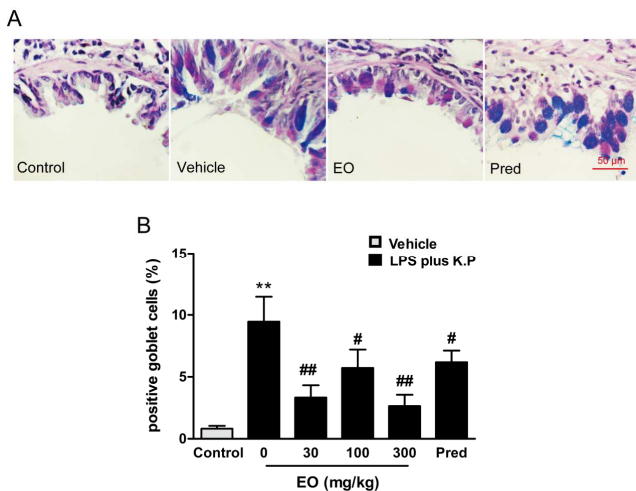 A
Control
Vehicle
EO
Pred
50 µm
B
Vehicle
LPS plus K.P
positive goblet cells (%)
15
10
5
0
**
##
#
##
#
Control
0
30
100
300
Pred
EO (mg/kg)